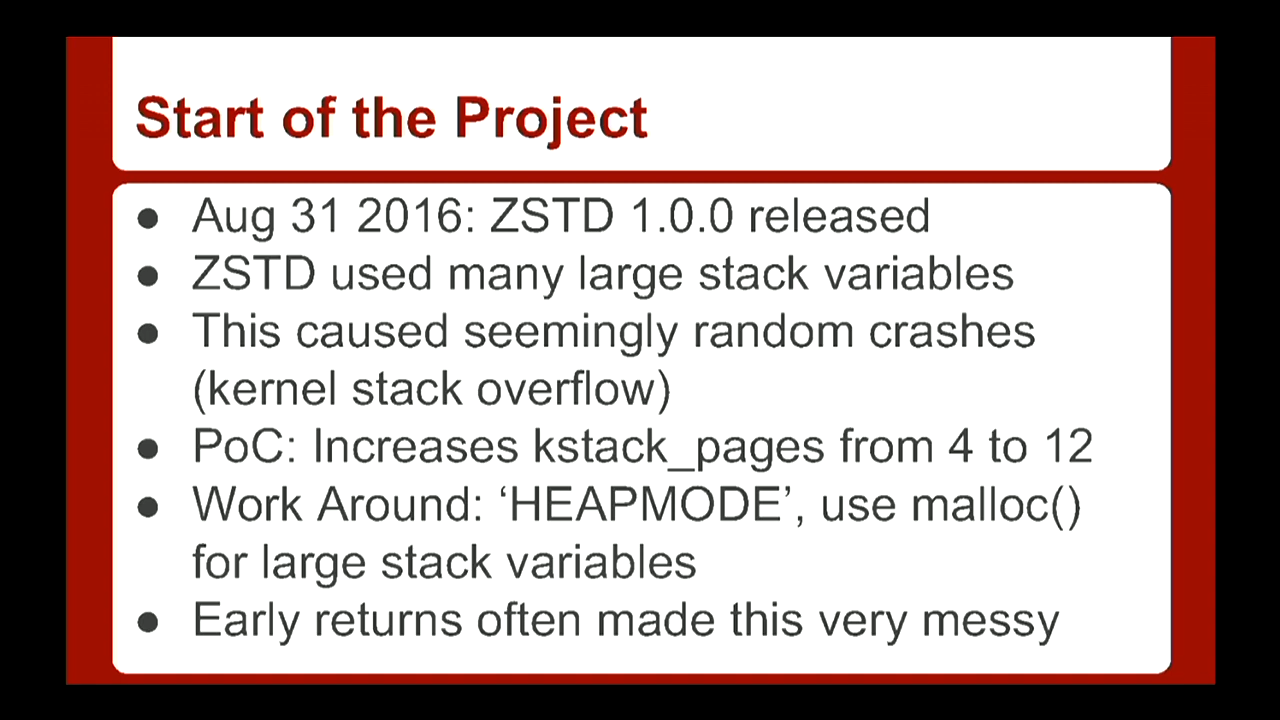 Start of the Project
● Aug 31 2016: ZSTD 1.0.0 released
● ZSTD used many large stack variables
● This caused seemingly random crashes
(kernel stack overflow)
● PoC: Increases kstack_pages from 4 to 12
● Work Around: ‘HEAPMODE’, use malloc()
for large stack variables
● Early returns often made this very messy